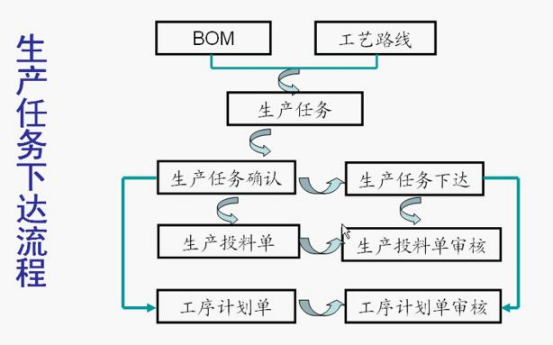 生产任务下达流程
BOM
工艺路线
生产任务
生产任务确认
生产任务下达
生产投料单
生产投料单审核
工序计划单
工序计划单审核